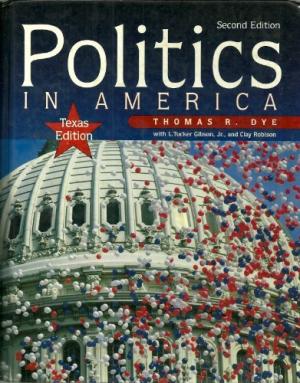 Second Edition
Politics
IN AMERICA
Texas
Edition
THOMAS R. DYE
with L. Tucker Gibson, Jr., and Clay Robison